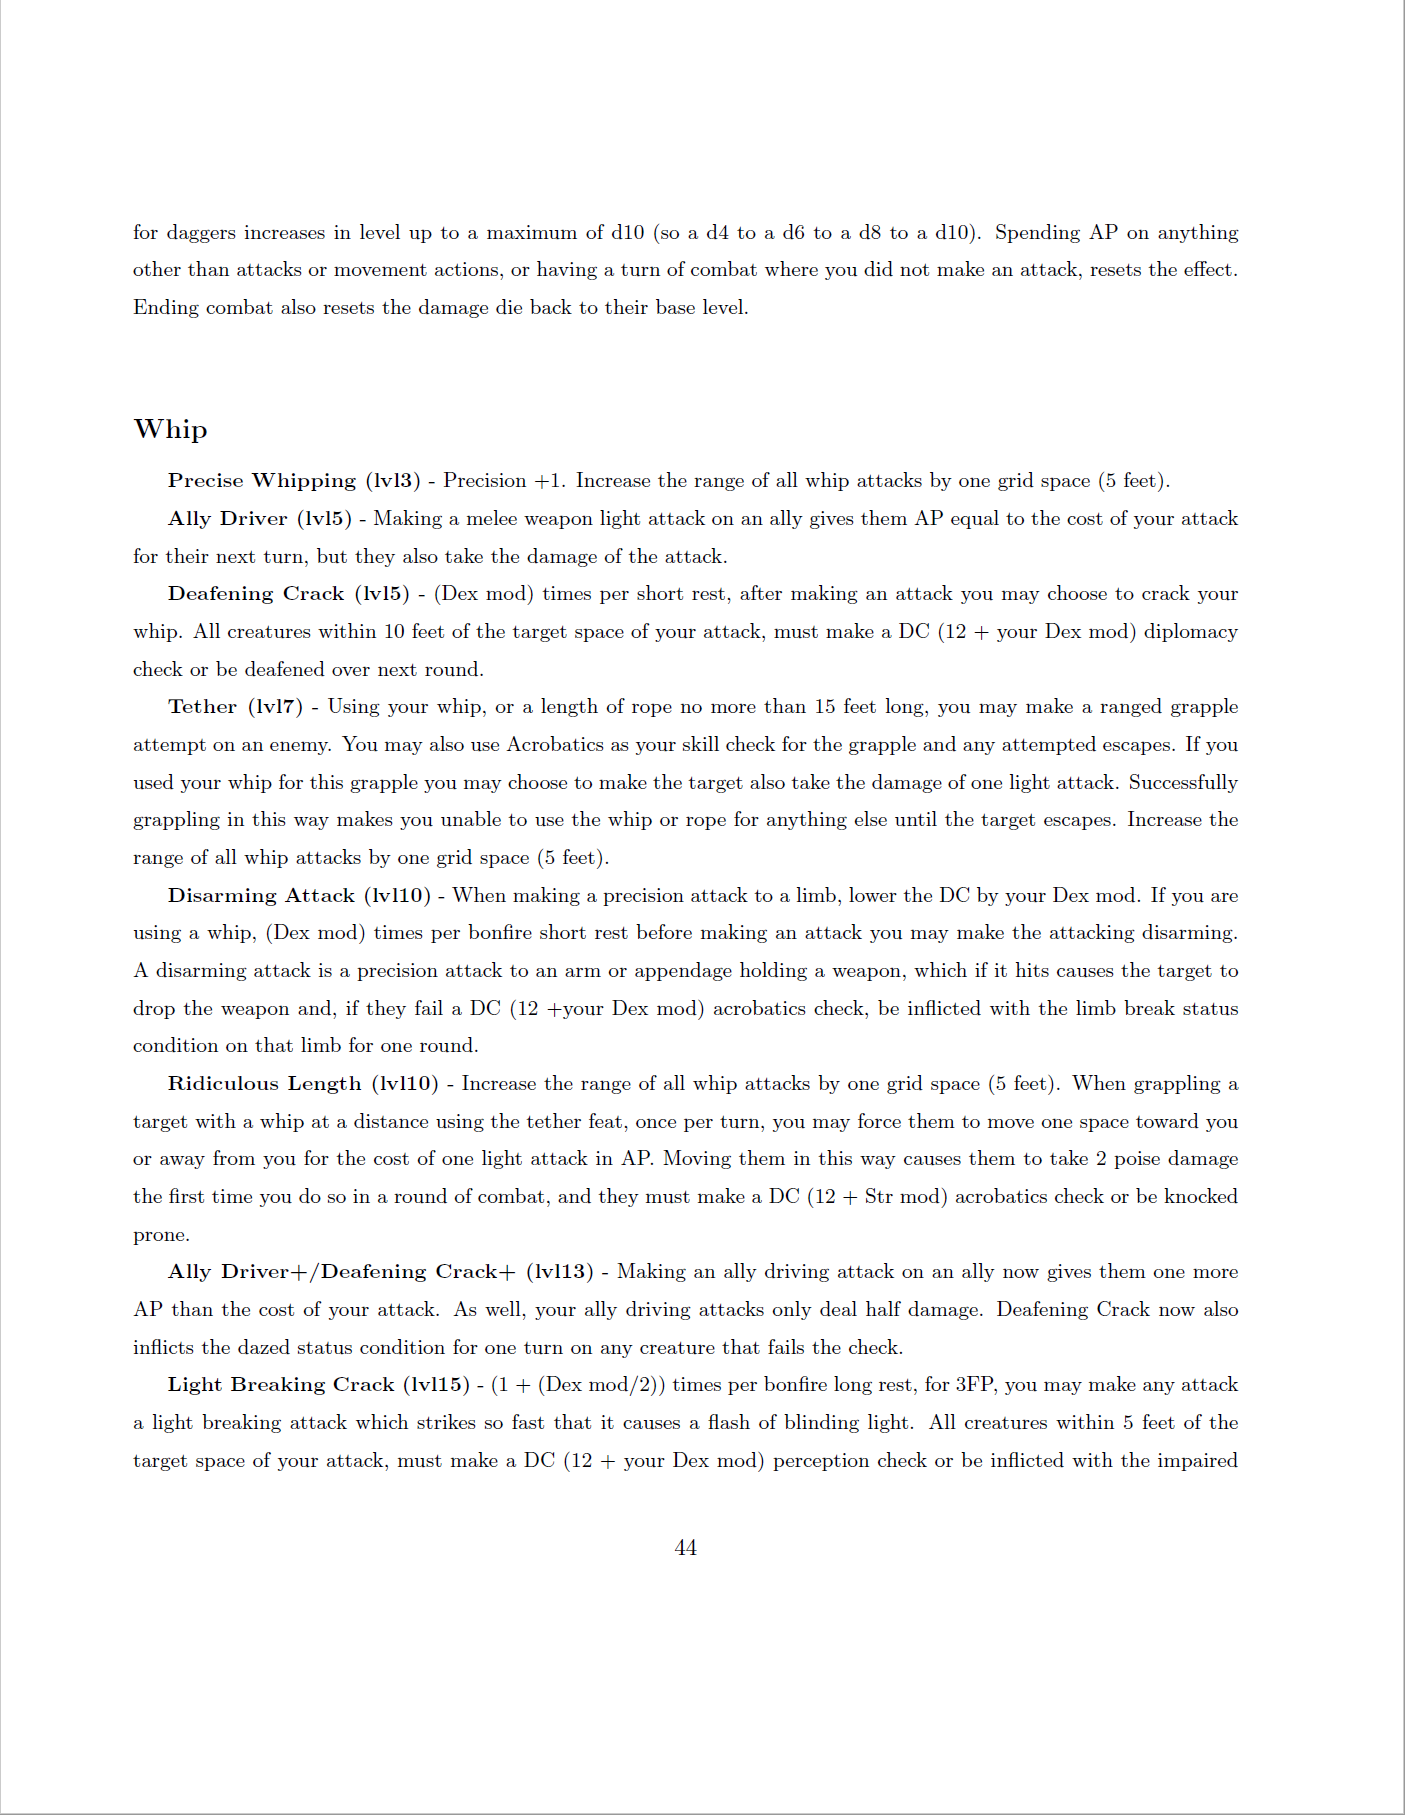 for daggers increases in level up to a maximum of d10 (so a d4 to a d6 to a d8 to a d10). Spending AP on anything
other than attacks or movement actions, or having a turn of combat where you did not make an attack, resets the effect.
Ending combat also resets the damage die back to their base level.
Whip
Precise Whipping (lvl3) - Precision +1. Increase the range of all whip attacks by one grid space (5 feet).
Ally Driver (lvl5) - Making a melee weapon light attack on an ally gives them AP equal to the cost of your attack
for their next turn, but they also take the damage of the attack.
Deafening Crack (lvl5) - (Dex mod) times per short rest, after making an attack you may choose to crack your
whip. All creatures within 10 feet of the target space of your attack, must make a DC (12 + your Dex mod) diplomacy
check or be deafened over next round.
Tether (lvl7) - Using your whip, or a length of rope no more than 15 feet long, you may make a ranged grapple
attempt on an enemy. You may also use Acrobatics as your skill check for the grapple and any attempted escapes. If you
used your whip for this grapple you may choose to make the target also take the damage of one light attack. Successfully
grappling in this way makes you unable to use the whip or rope for anything else until the target escapes. Increase the
range of all whip attacks by one grid space (5 feet).
Disarming Attack (lvl10) - When making a precision attack to a limb, lower the DC by your Dex mod. If you are
using a whip, (Dex mod) times per bonfire short rest before making an attack you may make the attacking disarming.
A disarming attack is a precision attack to an arm or appendage holding a weapon, which if it hits causes the target to
drop the weapon and, if they fail a DC (12 +your Dex mod) acrobatics check, be inflicted with the limb break status
condition on that limb for one round.
Ridiculous Length (lvl10) - Increase the range of all whip attacks by one grid space (5 feet). When grappling a
target with a whip at a distance using the tether feat, once per turn, you may force them to move one space toward you
or away from you for the cost of one light attack in AP. Moving them in this way causes them to take 2 poise damage
the first time you do so in a round of combat, and they must make a DC (12 + Str mod) acrobatics check or be knocked
prone.
Ally Driver+/Deafening Crack+ (lvl13) - Making an ally driving attack on an ally now gives them one more
AP than the cost of your attack. As well, your ally driving attacks only deal half damage. Deafening Crack now also
inflicts the dazed status condition for one turn on any creature that fails the check.
Light Breaking Crack (lvl15) - (1 + (Dex mod/2)) times per bonfire long rest, for 3FP, you may make any attack
a light breaking attack which strikes so fast that it causes a flash of blinding light. All creatures within 5 feet of the
target space of your attack, must make a DC (12 + your Dex mod) perception check or be inflicted with the impaired
44